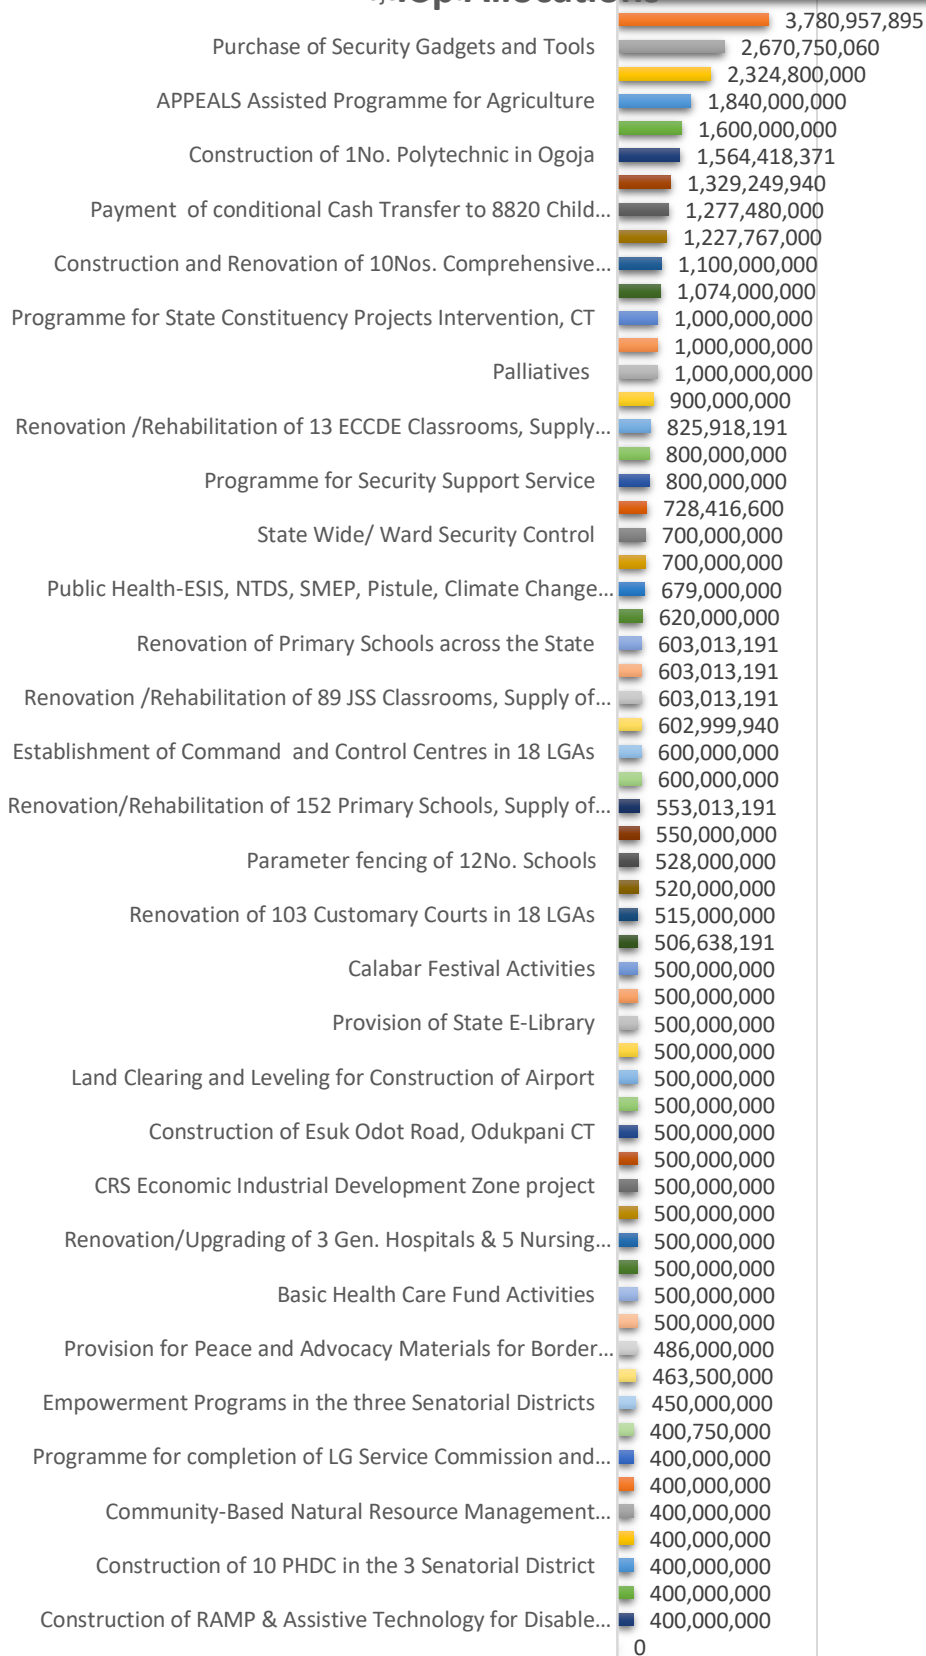 Top Allocations
3,780,957,895
Purchase of Security Gadgets and Tools 2,670,750,060
2,324,800,000
APPEALS Assisted Programme for Agriculture 1,840,000,000
1,600,000,000
Construction of 1No. Polytechnic in Ogoja 1,564,418,371
1,329,249,940
Payment of conditional Cash Transfer to 8820 Child... 1,277,480,000
1,227,767,000
Construction and Renovation of 10Nos. Comprehensive... 1,100,000,000
1,074,000,000
Programme for State Constituency Projects Intervention, CT 1,000,000,000
1,000,000,000
Palliatives 1,000,000,000
900,000,000
Renovation /Rehabilitation of 13 ECCDE Classrooms, Supply... 825,918,191
800,000,000
Programme for Security Support Service 800,000,000
728,416,600
State Wide/ Ward Security Control 700,000,000
700,000,000
Public Health-ESIS, NTDS, SMEP, Pistule, Climate Change... 679,000,000
620,000,000
Renovation of Primary Schools across the State 603,013,191
603,013,191
Renovation /Rehabilitation of 89 JSS Classrooms, Supply of... 603,013,191
602,999,940
Establishment of Command and Control Centres in 18 LGAs 600,000,000
600,000,000
Renovation/Rehabilitation of 152 Primary Schools, Supply of... 553,013,191
550,000,000
Parameter fencing of 12No. Schools 528,000,000
520,000,000
Renovation of 103 Customary Courts in 18 LGAs 515,000,000
506,638,191
Calabar Festival Activities 500,000,000
500,000,000
Provision of State E-Library 500,000,000
500,000,000
Land Clearing and Leveling for Construction of Airport 500,000,000
500,000,000
Construction of Esuk Odot Road, Odukpani CT 500,000,000
500,000,000
CRS Economic Industrial Development Zone project 500,000,000
500,000,000
Renovation/Upgrading of 3 Gen. Hospitals & 5 Nursing... 500,000,000
500,000,000
Basic Health Care Fund Activities 500,000,000
500,000,000
Provision for Peace and Advocacy Materials for Border... 486,000,000
463,500,000
Empowerment Programs in the three Senatorial Districts 450,000,000
400,750,000
Programme for completion of LG Service Commission and... 400,000,000
400,000,000
Community-Based Natural Resource Management... 400,000,000
400,000,000
Construction of 10 PHDC in the 3 Senatorial District 400,000,000
400,000,000
Construction of RAMP & Assistive Technology for Disable... 400,000,000
0